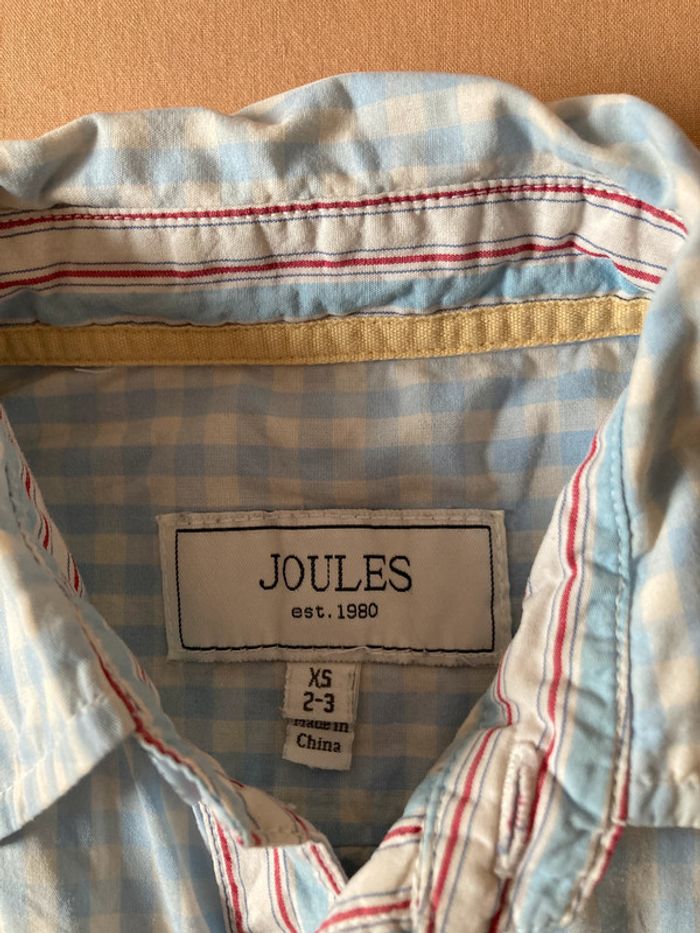 JOULES
est.1980
XS
2-3
Made in
China